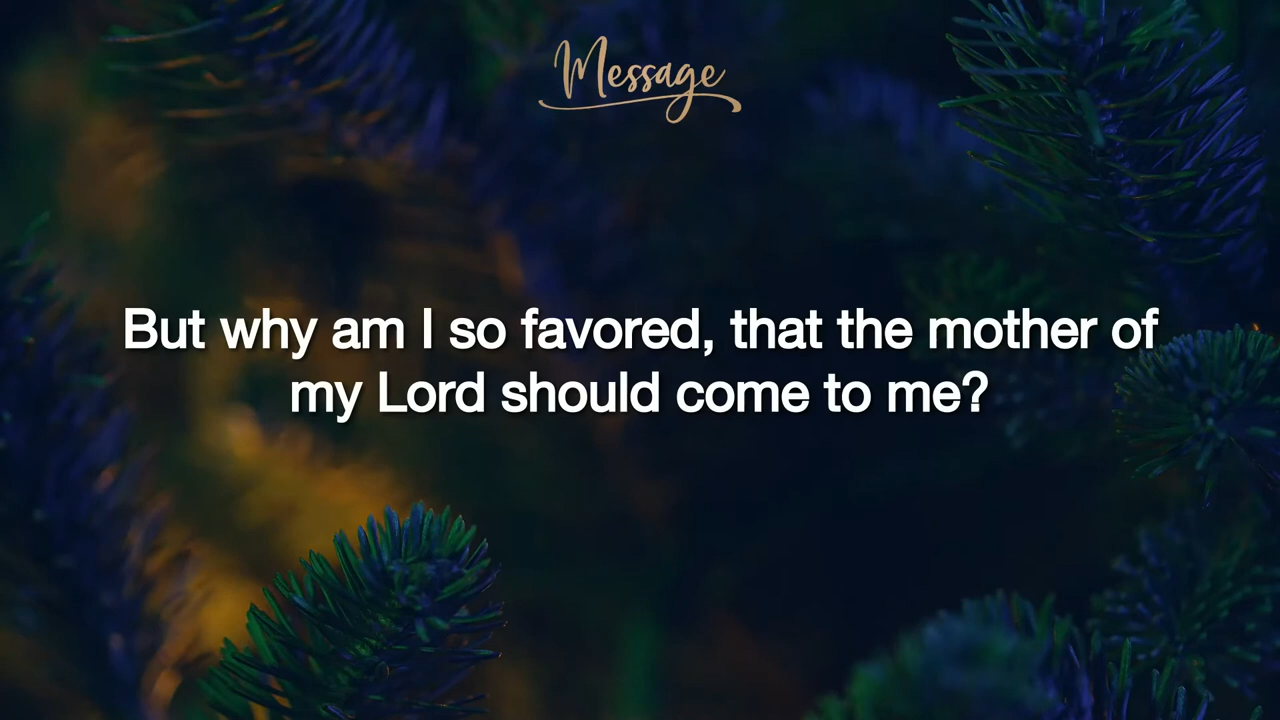 Message
But why am I so favored, that the mother of
my Lord should come to me?